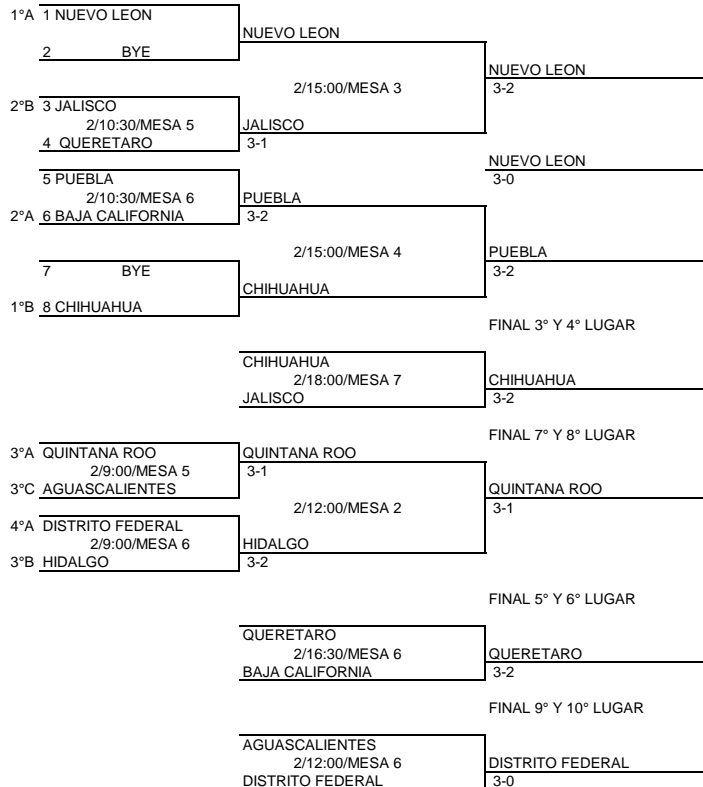 1°A 1 NUEVO LEON
NUEVO LEON
2 BYE
NUEVO LEON
2/15:00/MESA 3 3-2
2°B 3 JALISCO
2/10:30/MESA 5 JALISCO
4 QUERETARO 3-1
NUEVO LEON
5 PUEBLA 3-0
2/10:30/MESA 6 PUEBLA
2°A 6 BAJA CALIFORNIA 3-2
2/15:00/MESA 4 PUEBLA
7 BYE 3-2
CHIHUAHUA
1°B 8 CHIHUAHUA
FINAL 3° Y 4° LUGAR
CHIHUAHUA
2/18:00/MESA 7 CHIHUAHUA
JALISCO 3-2
FINAL 7° Y 8° LUGAR
3°A QUINTANA ROO QUINTANA ROO
2/9:00/MESA 5 3-1
3°C AGUASCALIENTES QUINTANA ROO
2/12:00/MESA 2 3-1
4°A DISTRITO FEDERAL
2/9:00/MESA 6 HIDALGO
3°B HIDALGO 3-2
FINAL 5° Y 6° LUGAR
QUERETARO
2/16:30/MESA 6 QUERETARO
BAJA CALIFORNIA 3-2
FINAL 9° Y 10° LUGAR
AGUASCALIENTES
2/12:00/MESA 6 DISTRITO FEDERAL
DISTRITO FEDERAL 3-0